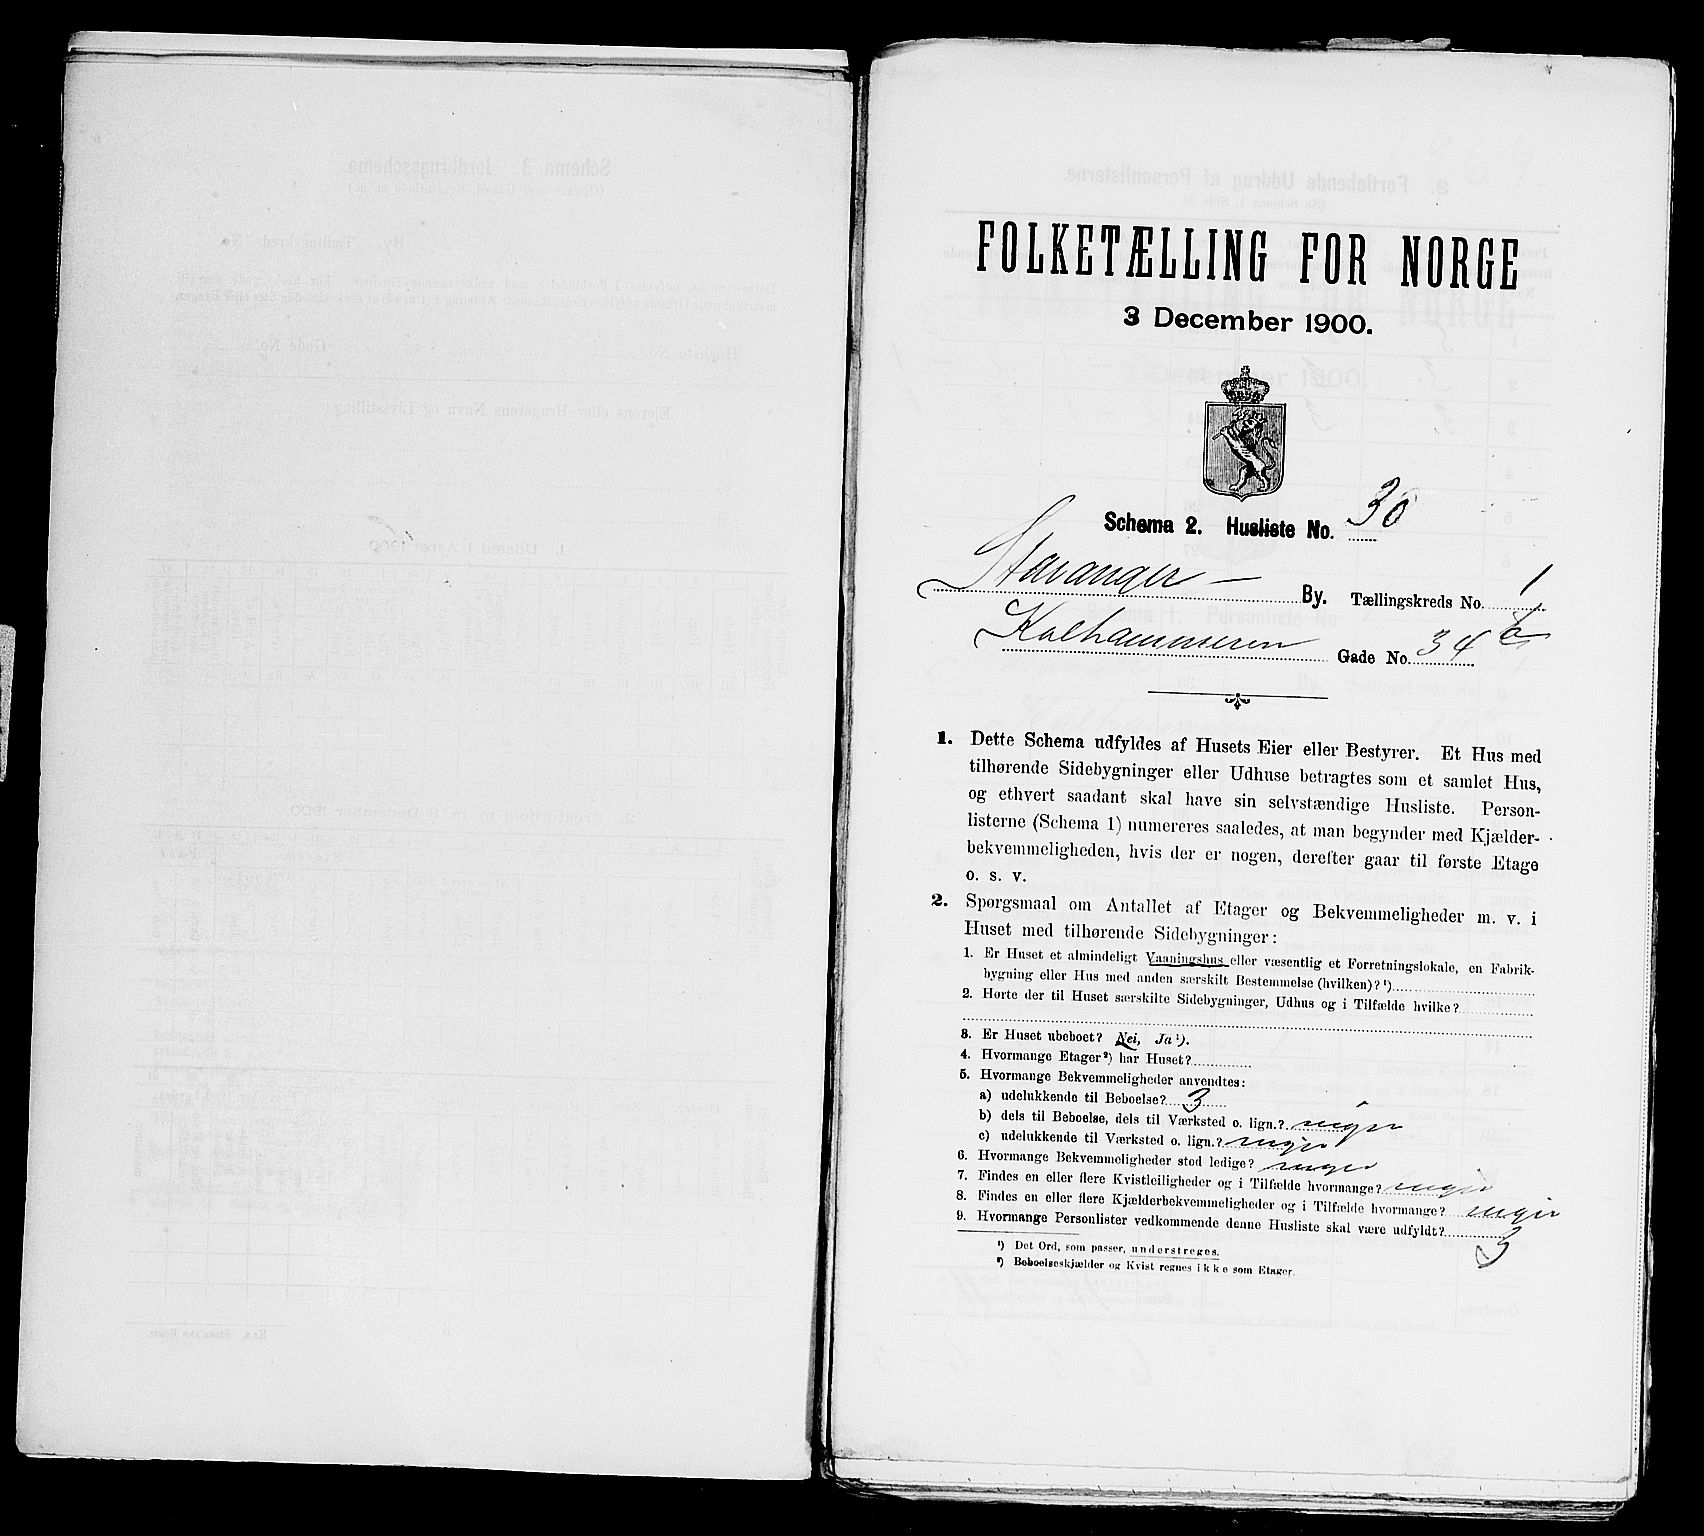 FOLKETÆLLING FOR NORGE
3 December 1900.
Schema 2. Husliste No. 30
Stavanger — By. Tællingskreds No. 1
Kalhammeren Gade No. 34 b
1. Dette Schema udfyldes af Husets Eier eller Bestyrer. Et Hus med
tilhørende Sidebygninger eller Udhuse betragtes som et samlet Hus,
og ethvert saadant skal have sin selvstændige Husliste. Person-
listerne (Schema 1) numereres saaledes, at man begynder med Kjælder-
bekvemmeligheden, hvis der er nogen, derefter gaar til første Etage
o. s. v.
2. Spørgsmaal om Antallet af Etager og Bekvemmeligheder m. v. i
Huset med tilhørende Sidebygninger:
1. Er Huset et almindeligt Vaaningshus eller væsentlig et Forretningslokale, en Fabrik-
bygning eller Hus med anden særskilt Bestemmelse (hvilken)? ¹)
2. Hørte der til Huset særskilte Sidebygninger, Udhus og i Tilfælde hvilke?
3. Er Huset ubeboet? Nei, Ja ¹).
4. Hvormange Etager ²) har Huset?
5. Hvormange Bekvemmeligheder anvendtes:
a) udelukkende til Beboelse? 3
b) dels til Beboelse, dels til Værksted o. lign.? ingen
c) udelukkende til Værksted o. lign.? ingen
6. Hvormange Bekvemmeligheder stod ledige? ingen
7. Findes en eller flere Kvistleiligheder og i Tilfælde hvormange? ingen
8. Findes en eller flere Kjælderbekvemmeligheder og i Tilfælde hvormange? ingen
9. Hvormange Personlister vedkommende denne Husliste skal være udfyldt? 3
¹) Det Ord, som passer, understreges.
²) Beboelseskjælder og Kvist regnes ikke som Etager.